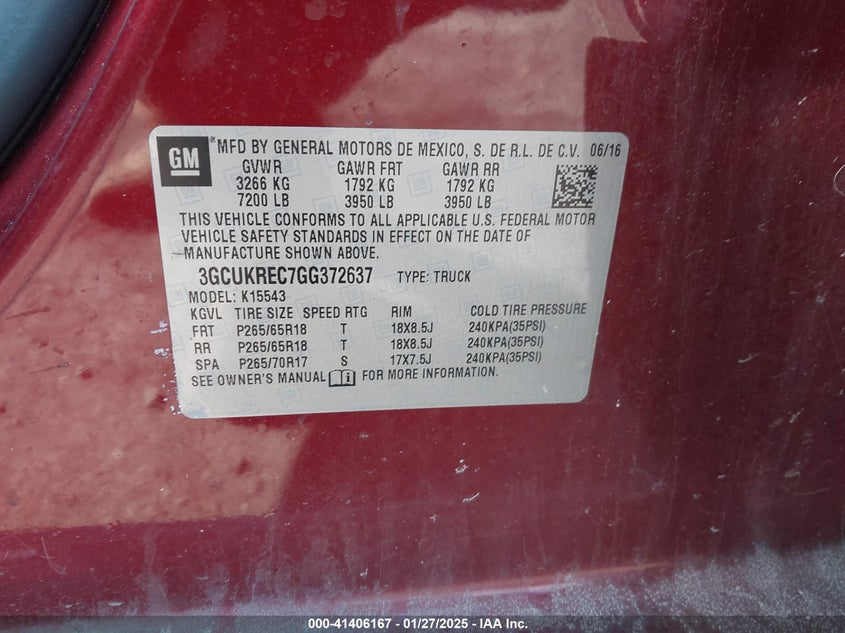 GM
*MFD BY GENERAL MOTORS DE MEXICO, S. DE R.L. DE C.V. 06/16
GVWR GAWR FRT GAWR RR
3266 KG 1792 KG 1792 KG
7200 LB 3950 LB 3950 LB
THIS VEHICLE CONFORMS TO ALL APPLICABLE U.S. FEDERAL MOTOR
VEHICLE SAFETY STANDARDS IN EFFECT ON THE DATE OF
MANUFACTURE SHOWN ABOVE.
3GCUKREC7GG372637 TYPE: TRUCK
MODEL: K15543
KGVL TIRE SIZE SPEED RTG RIM COLD TIRE PRESSURE
FRT P265/65R18 T 18X8.5J 240KPA(35PSI)
RR P265/65R18 T 18X8.5J 240KPA(35PSI)
SPA P265/70R17 S 17X7.5J 240KPA(35PSI)
SEE OWNER'S MANUAL FOR MORE INFORMATION.
000-41406167 - 01/27/2025 - IAA Inc.